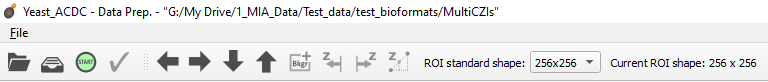 Yeast_ACDC - Data Prep. - "G:/My Drive/1_MIA_Data/Test_data/test_bioformats/MultiCZIs"
File
START Bkgr z z z ROI standard shape: 256x256 Current ROI shape: 256 x 256